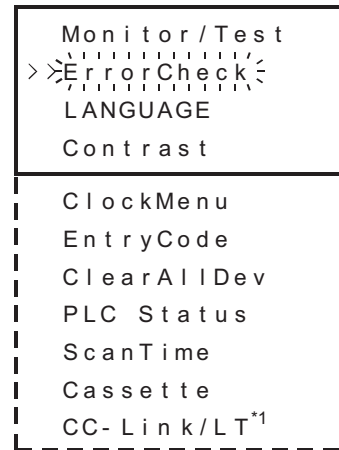 Monitor/Test
>>ErrorCheck
LANGUAGE
Contrast
ClockMenu
EntryCode
ClearAllDev
PLC Status
ScanTime
Cassette
CC-Link/LT*1